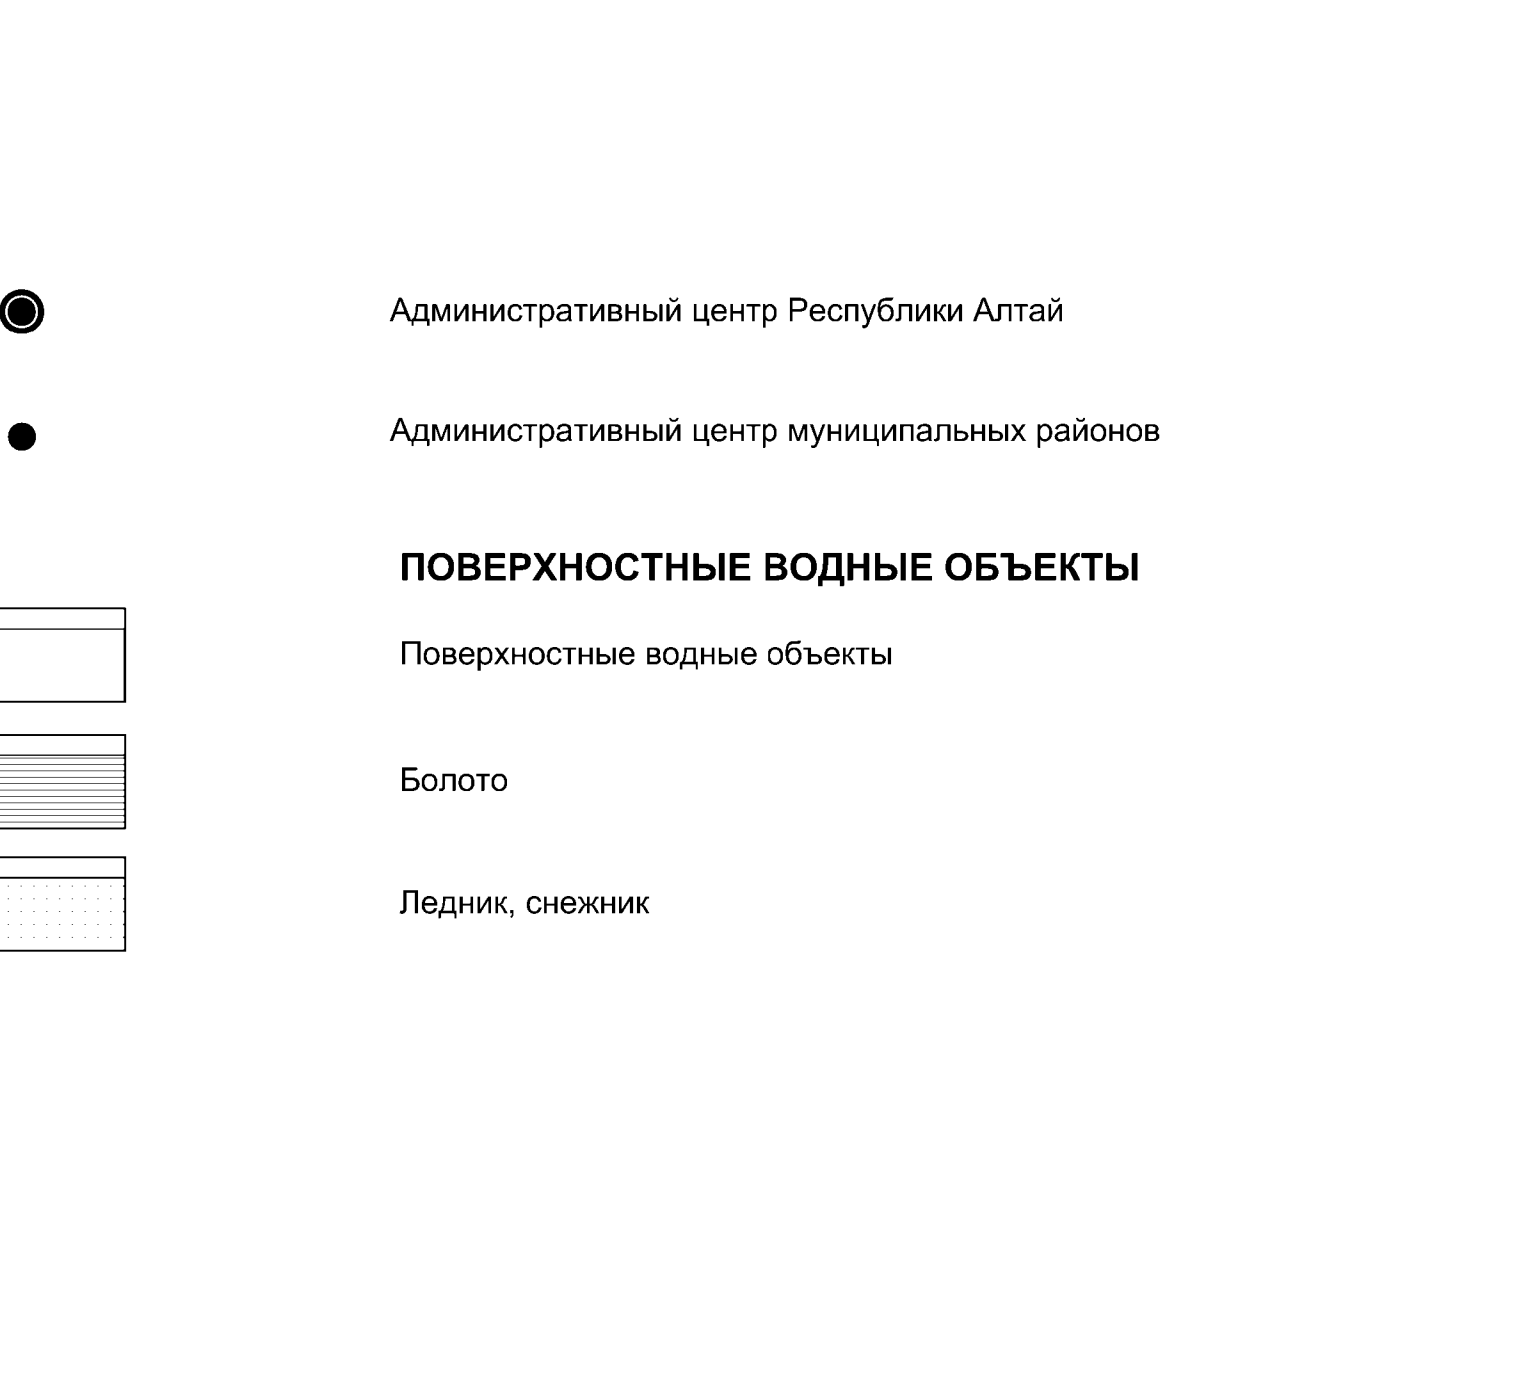 Административный центр Республики Алтай
Административный центр муниципальных районов
ПОВЕРХНОСТНЫЕ ВОДНЫЕ ОБЪЕКТЫ
Поверхностные водные объекты
Болото
Ледник, снежник